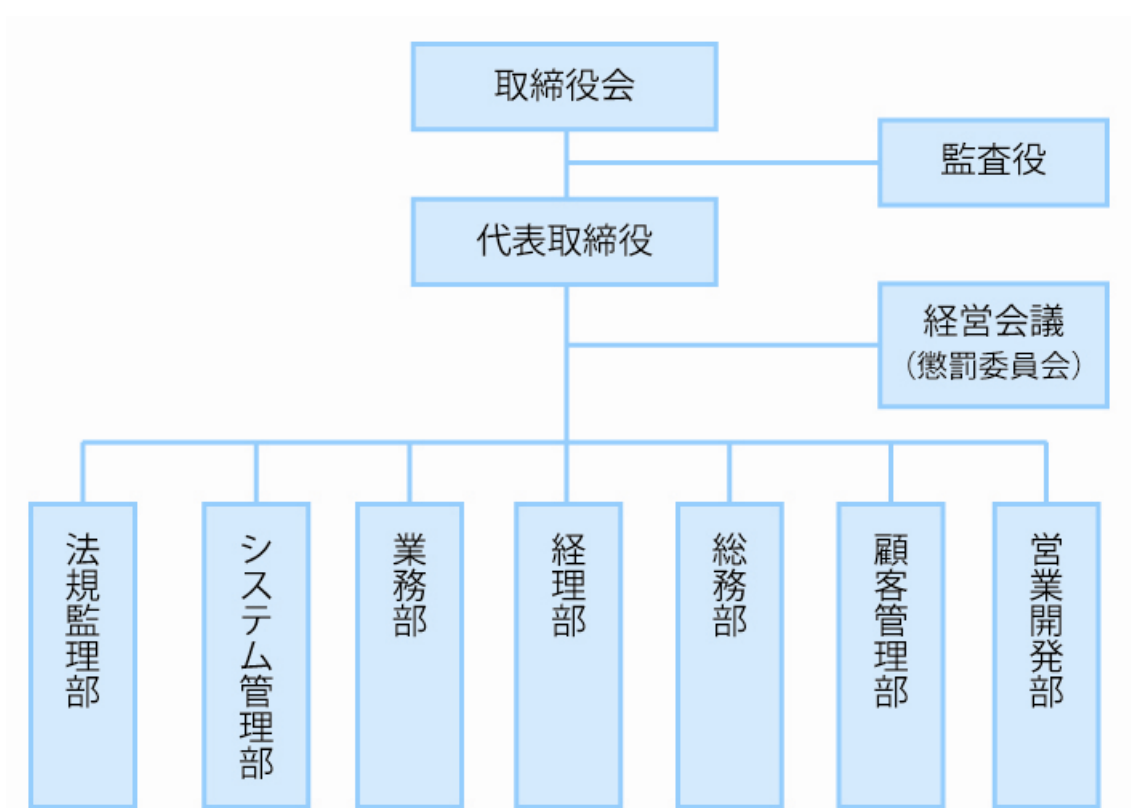 取締役会
監査役
代表取締役
経営会議
（懲罰委員会）
法規監理部
システム管理部
業務部
経理部
総務部
顧客管理部
営業開発部